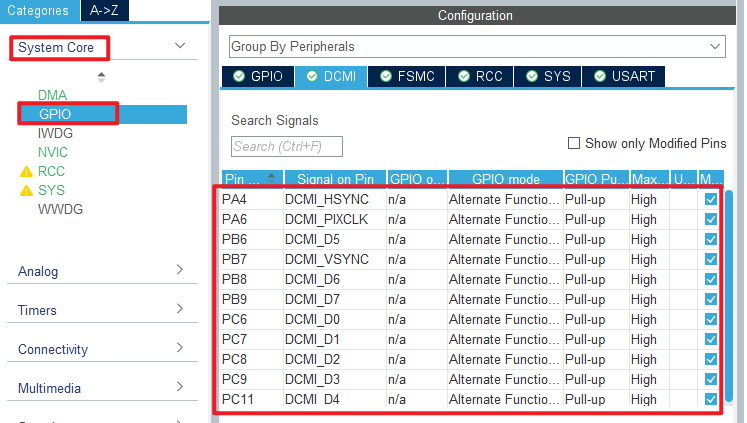 Categories A->Z
System Core
DMA
GPIO
IWDG
NVIC
RCC
SYS
WWDG
Analog
Timers
Connectivity
Multimedia
Configuration
Group By Peripherals
GPIO DCMI FSMC RCC SYS USART
Search Signals
Search (Ctrl+F)
Show only Modified Pins
Pin ... Signal on Pin GPIO o... GPIO mode GPIO Pu... Max... U... M...
PA4 DCMI_HSYNC n/a Alternate Functio... Pull-up High
PA6 DCMI_PIXCLK n/a Alternate Functio... Pull-up High
PB6 DCMI_D5 n/a Alternate Functio... Pull-up High
PB7 DCMI_VSYNC n/a Alternate Functio... Pull-up High
PB8 DCMI_D6 n/a Alternate Functio... Pull-up High
PB9 DCMI_D7 n/a Alternate Functio... Pull-up High
PC6 DCMI_D0 n/a Alternate Functio... Pull-up High
PC7 DCMI_D1 n/a Alternate Functio... Pull-up High
PC8 DCMI_D2 n/a Alternate Functio... Pull-up High
PC9 DCMI_D3 n/a Alternate Functio... Pull-up High
PC11 DCMI_D4 n/a Alternate Functio... Pull-up High